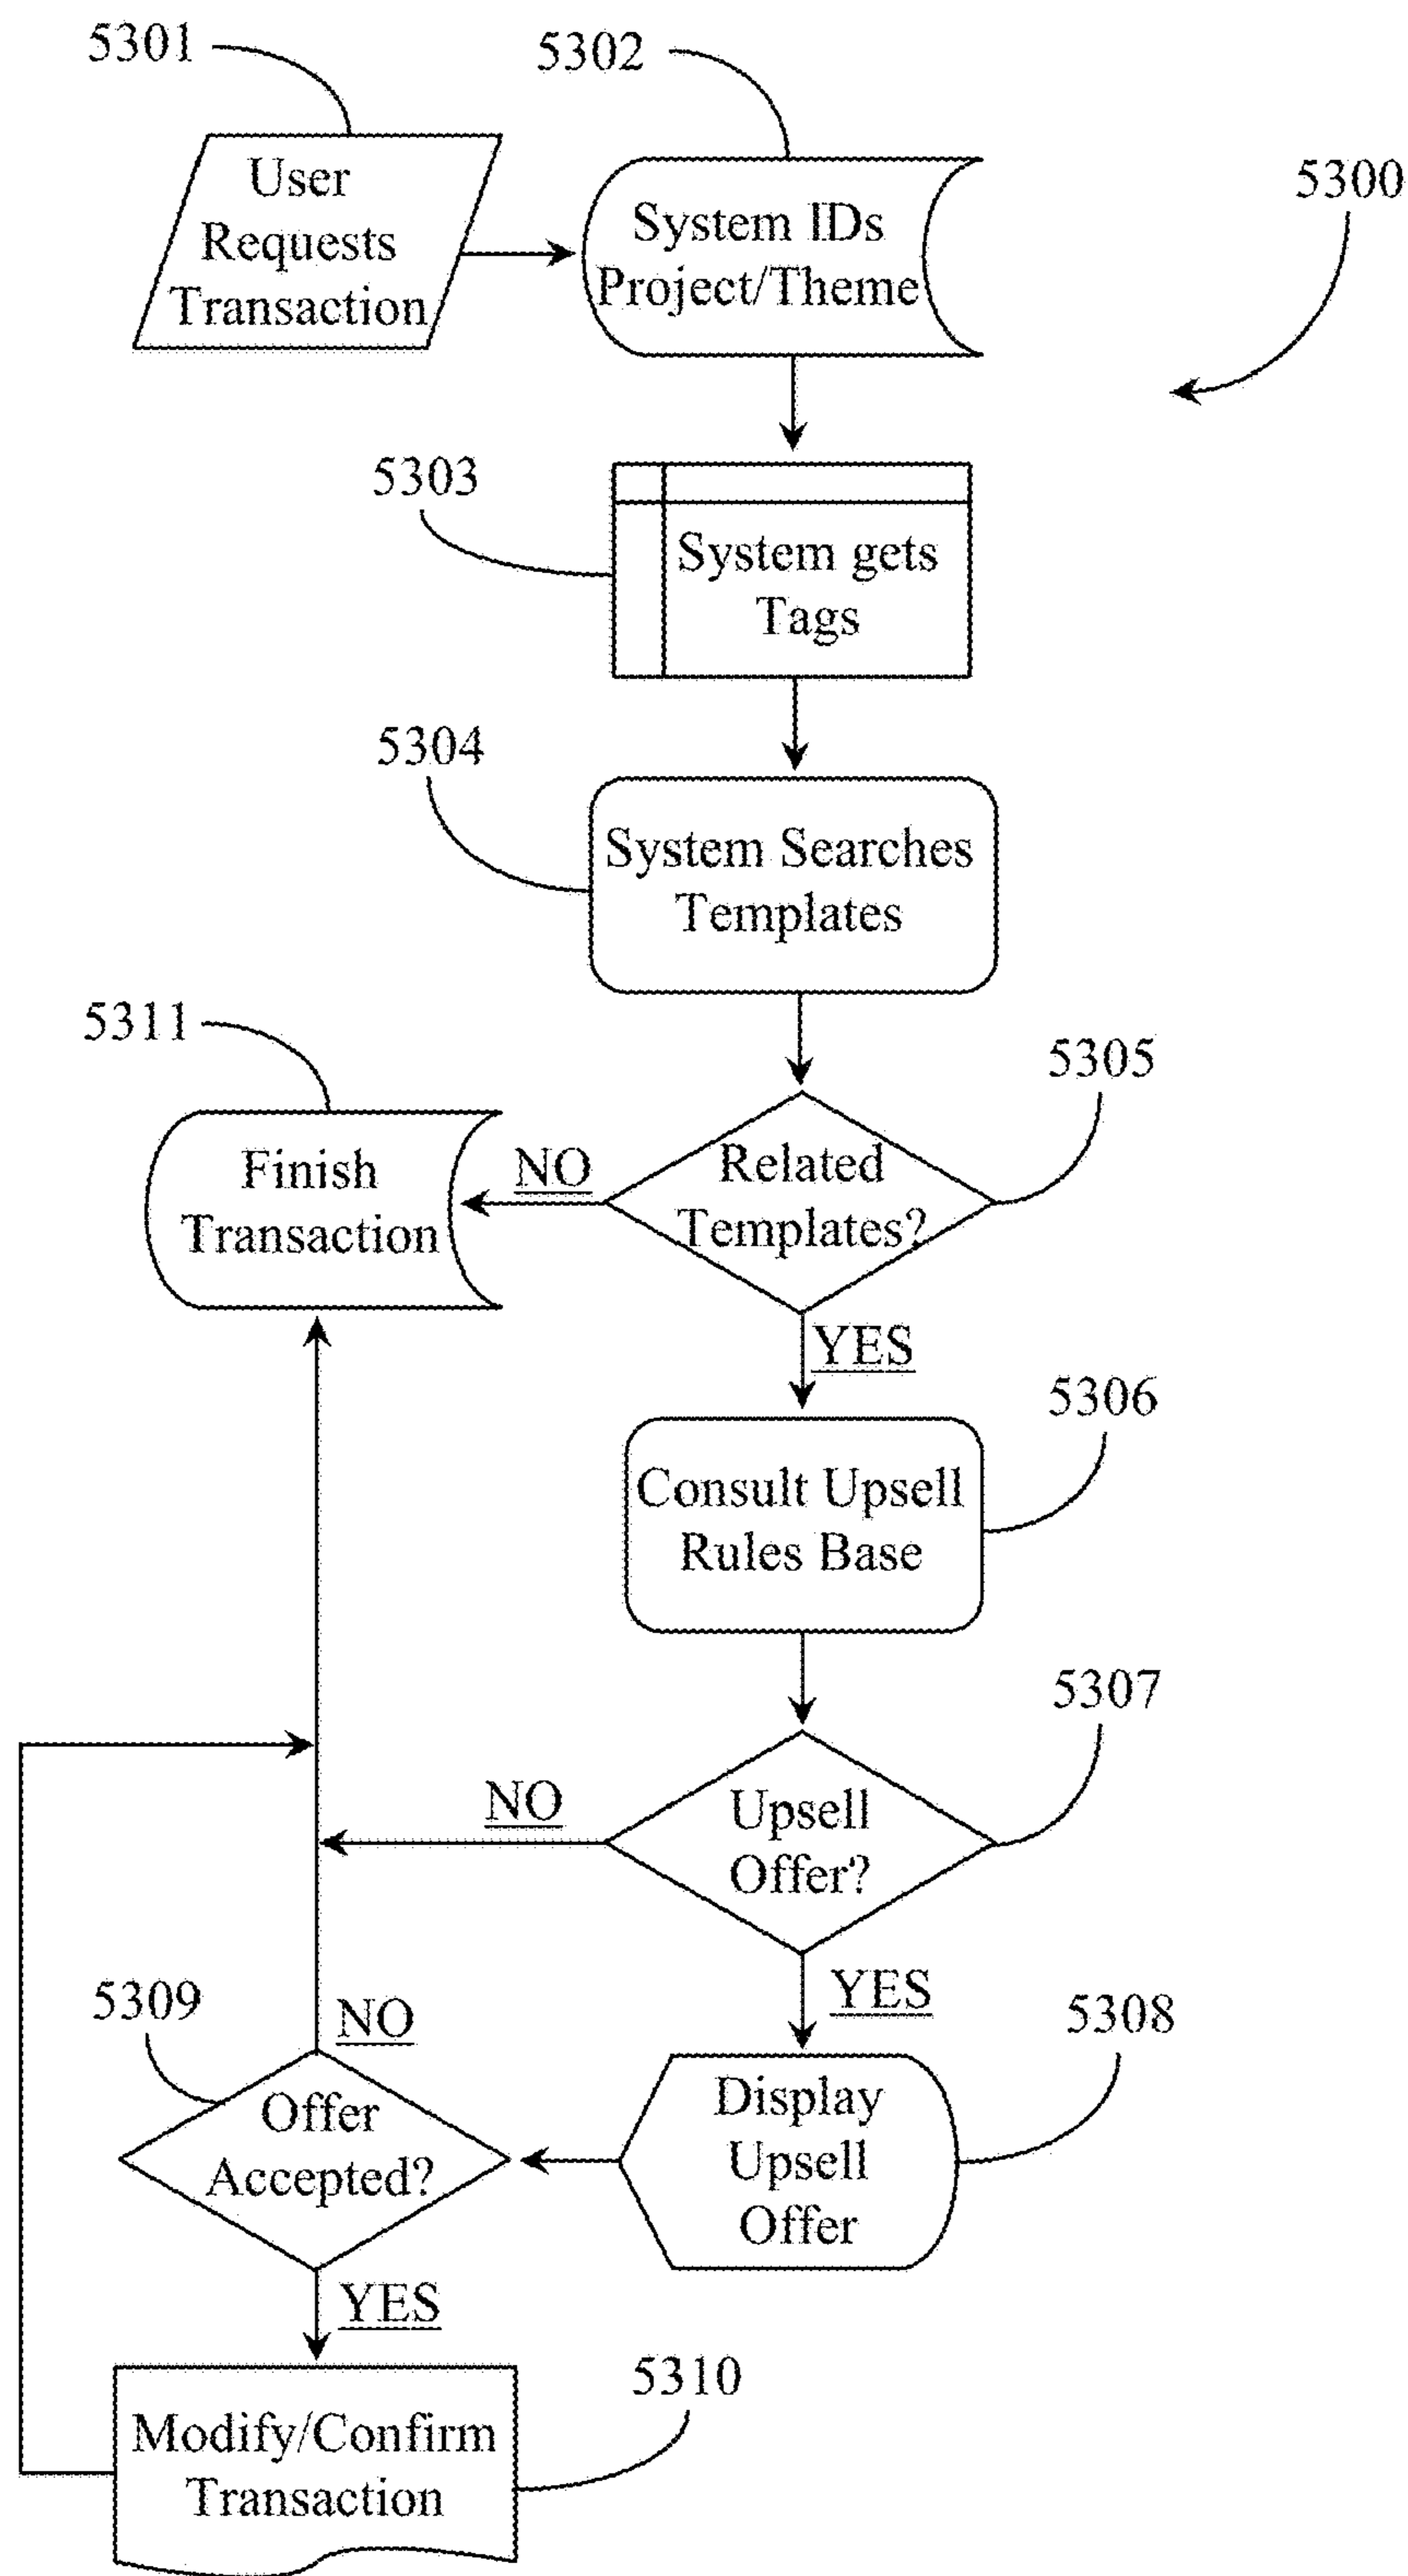 5301
5302
User
Requests
Transaction
System IDs
Project/Theme
5300
5303
System gets
Tags
5304
System Searches
Templates
5311
5305
Finish
Transaction
NO
Related
Templates?
YES
5306
Consult Upsell
Rules Base
5307
NO
Upsell
Offer?
YES
5309
NO
5308
Offer
Accepted?
Display
Upsell
Offer
YES
5310
Modify/Confirm
Transaction